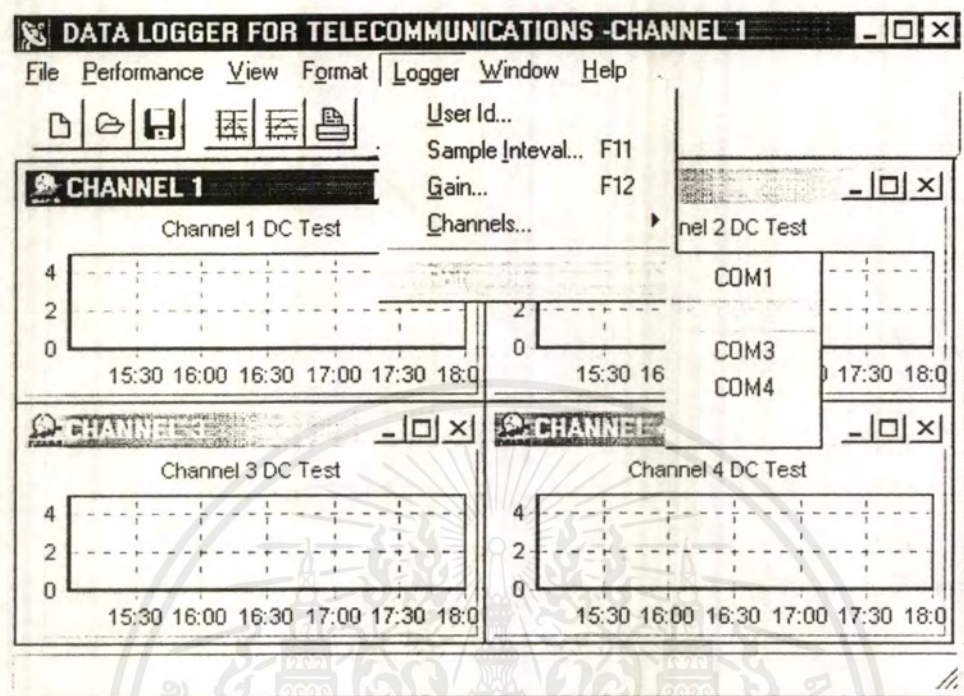 DATA LOGGER FOR TELECOMMUNICATIONS -CHANNEL 1
File Performance View Format Logger Window Help
User Id...
Sample Inteval... F11
Gain... F12
Channels...
COM1
COM3
COM4
CHANNEL 1
Channel 1 DC Test
4
2
0
15:30 16:00 16:30 17:00 17:30 18:0
nel 2 DC Test
2
0
15:30 16
17:30 18:0
CHANNEL 3
Channel 3 DC Test
4
2
0
15:30 16:00 16:30 17:00 17:30 18:0
CHANNEL
Channel 4 DC Test
4
2
0
15:30 16:00 16:30 17:00 17:30 18:0